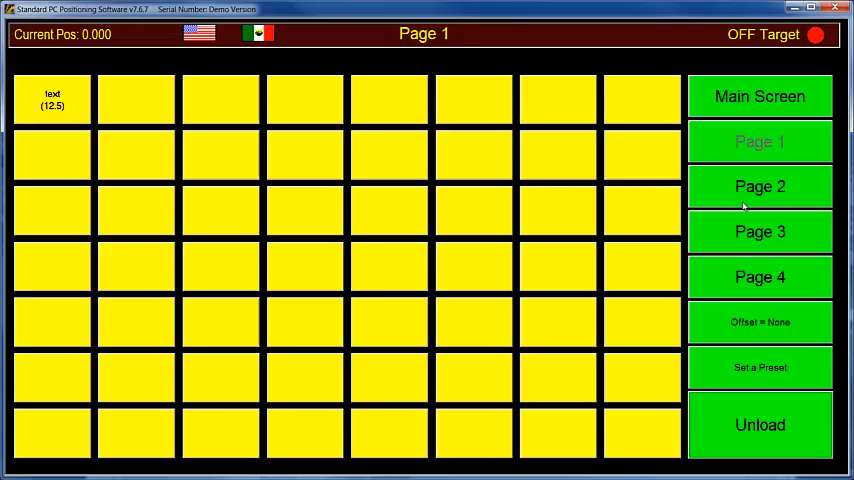 Standard PC Positioning Software v7.6.7 Serial Number: Demo Version
Current Pos: 0.000
Page 1
OFF Target
text
(12.5)
Main Screen
Page 1
Page 2
Page 3
Page 4
Offset = None
Set a Preset
Unload